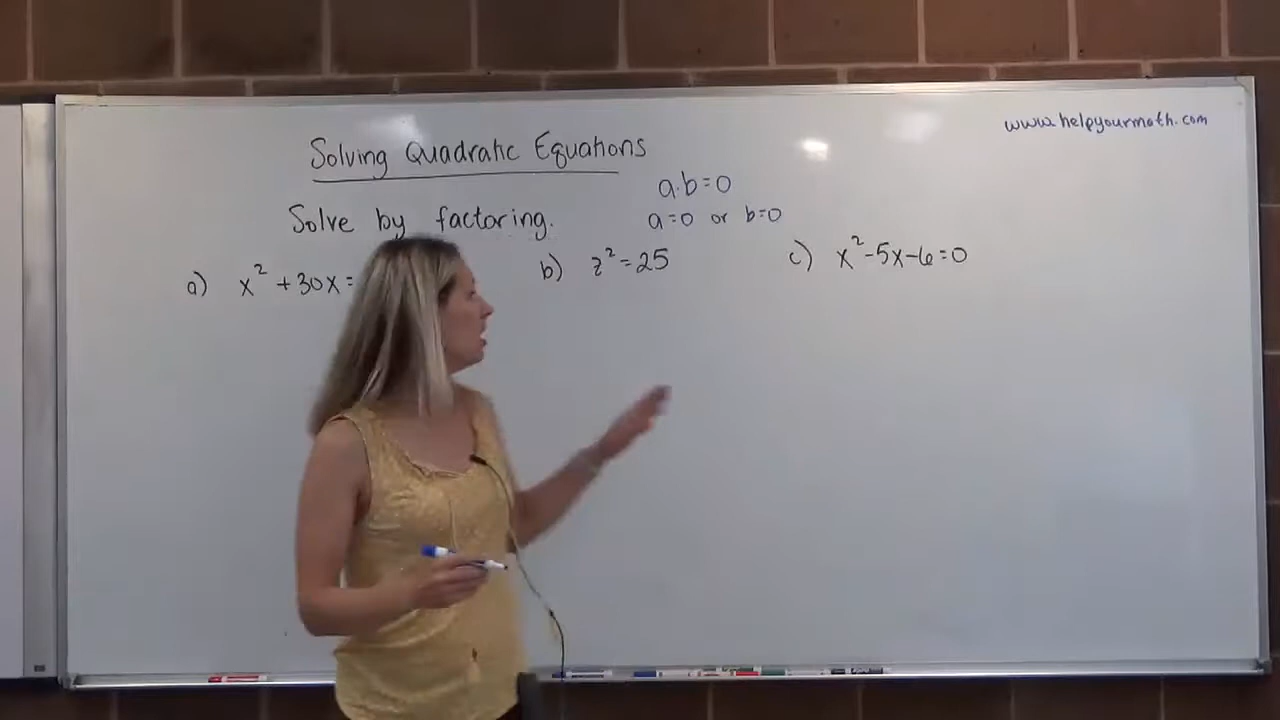 www.helpyourmath.com
Solving Quadratic Equations
a·b=0
Solve by factoring.
a=0 or b=0
a) x²+30x=
b) z²=25
c) x²-5x-6=0